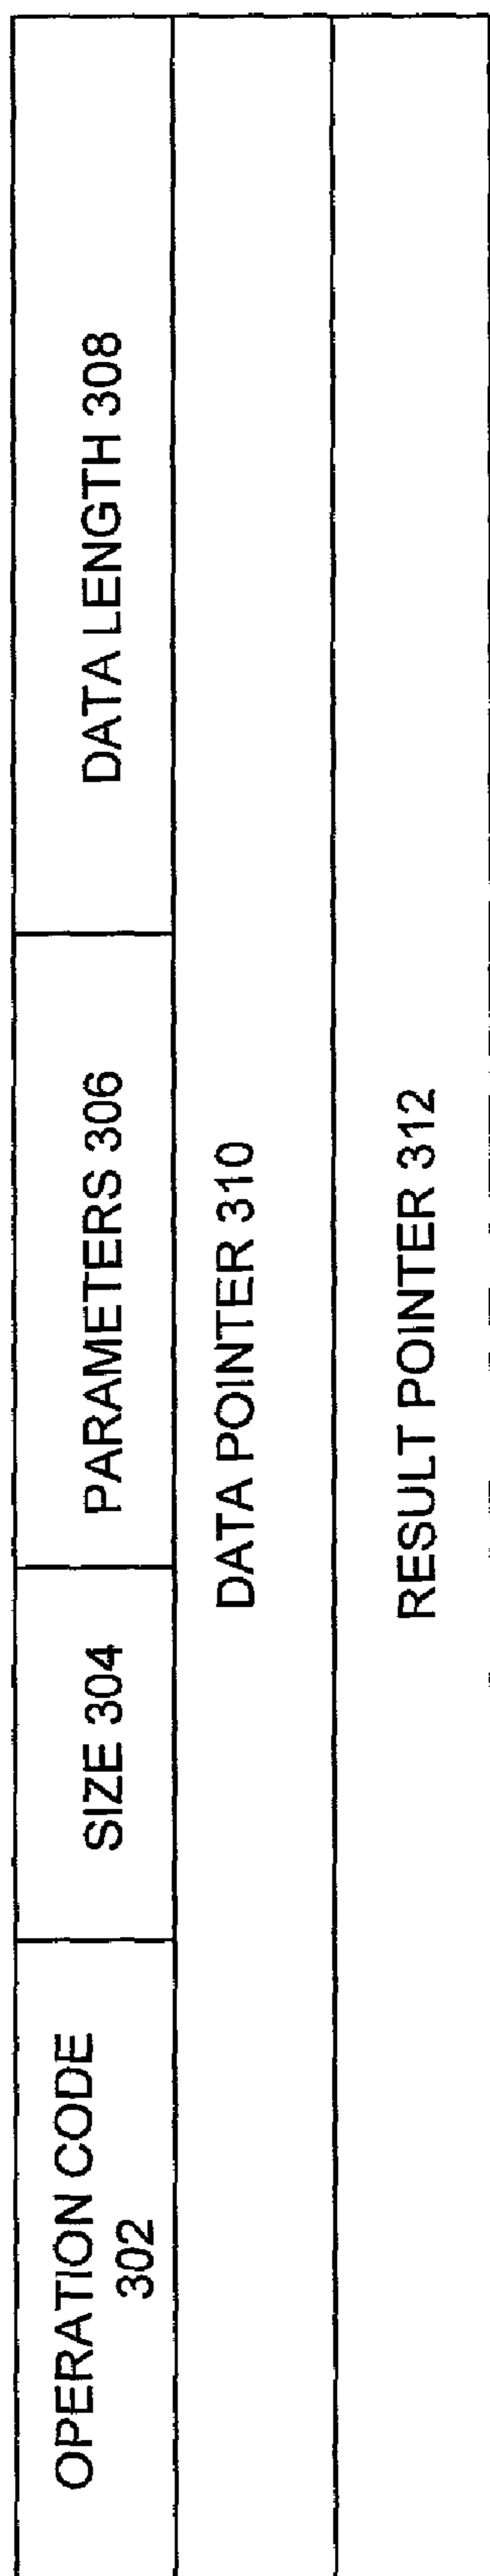 OPERATION CODE
302
SIZE 304
PARAMETERS 306
DATA LENGTH 308
DATA POINTER 310
RESULT POINTER 312